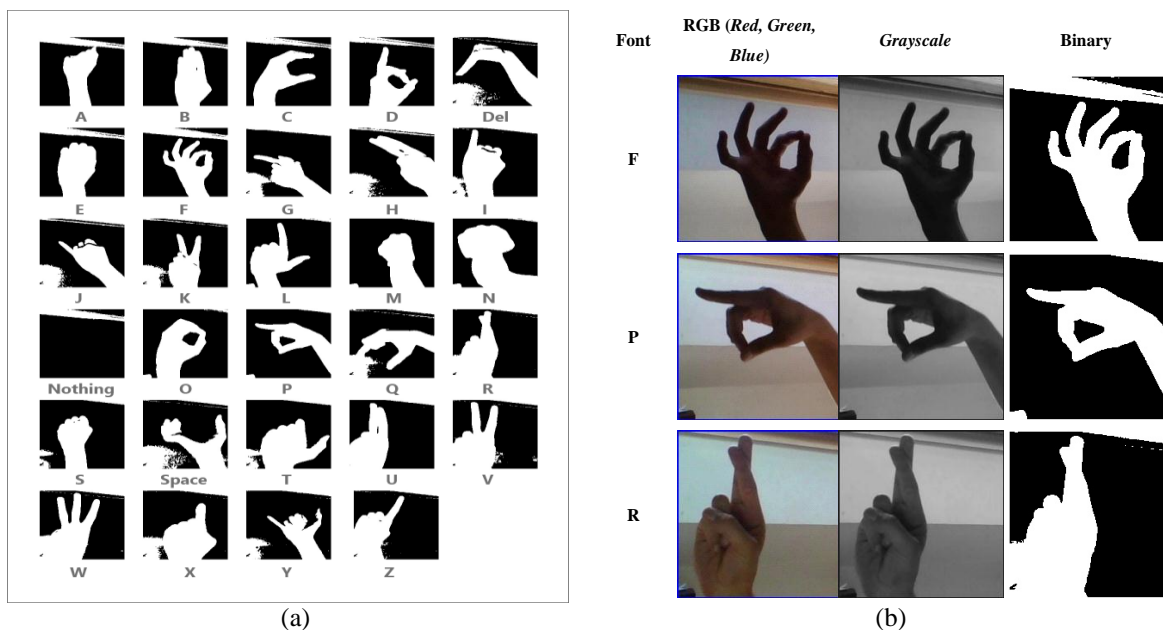 A B C D Del
E F G H I
J K L M N
Nothing O P Q R
S Space T U V
W X Y Z
(a)
Font RGB (Red, Green, Blue) Grayscale Binary
F
P
R
(b)